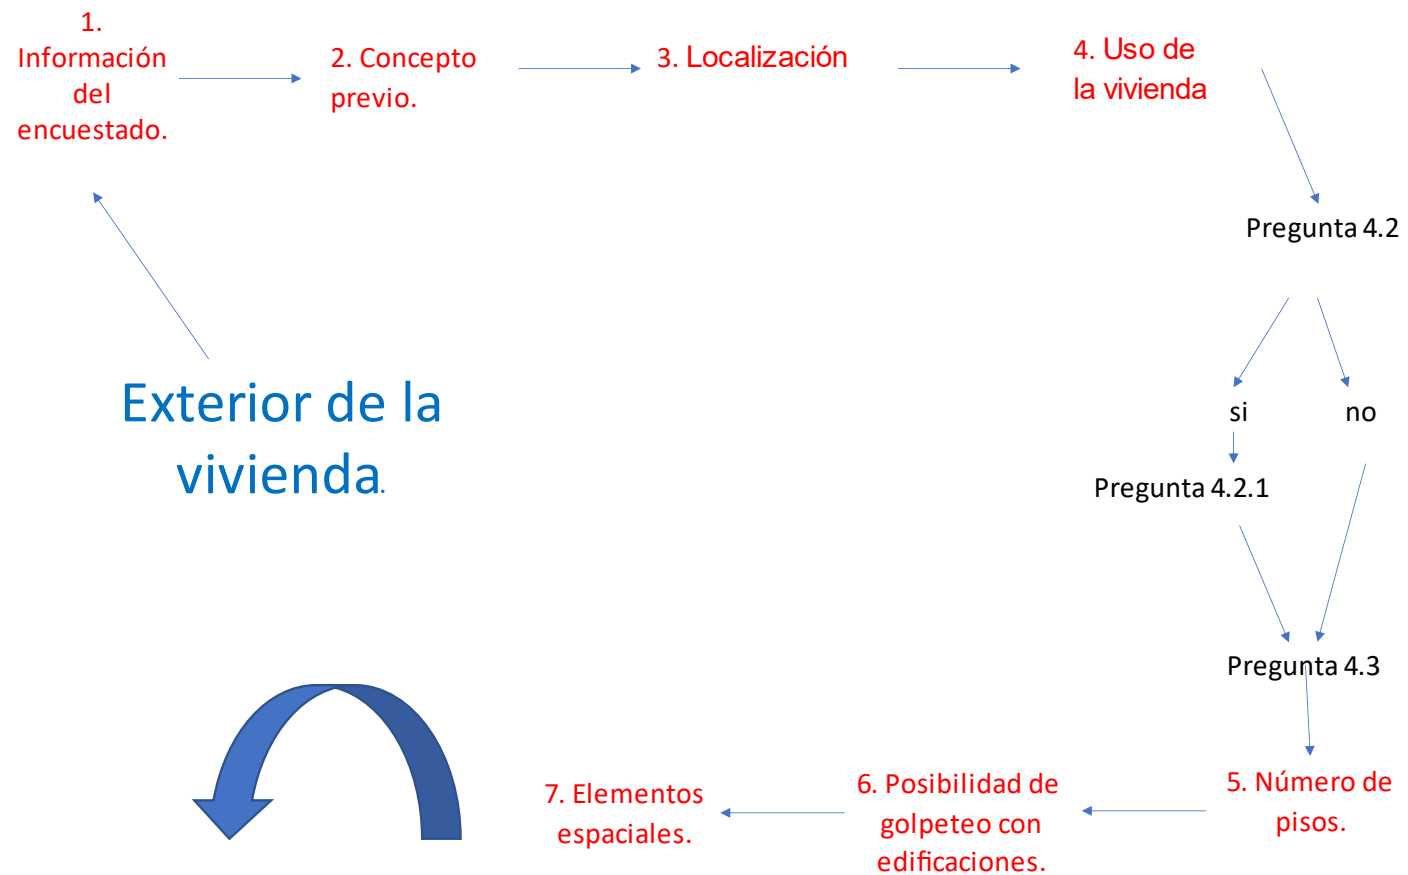 1.
Información
del
encuestado.
2. Concepto
previo.
3. Localización
4. Uso de
la vivienda
Pregunta 4.2
si
no
Pregunta 4.2.1
Pregunta 4.3
Exterior de la
vivienda.
5. Número de
pisos.
6. Posibilidad de
golpeteo con
edificaciones.
7. Elementos
espaciales.